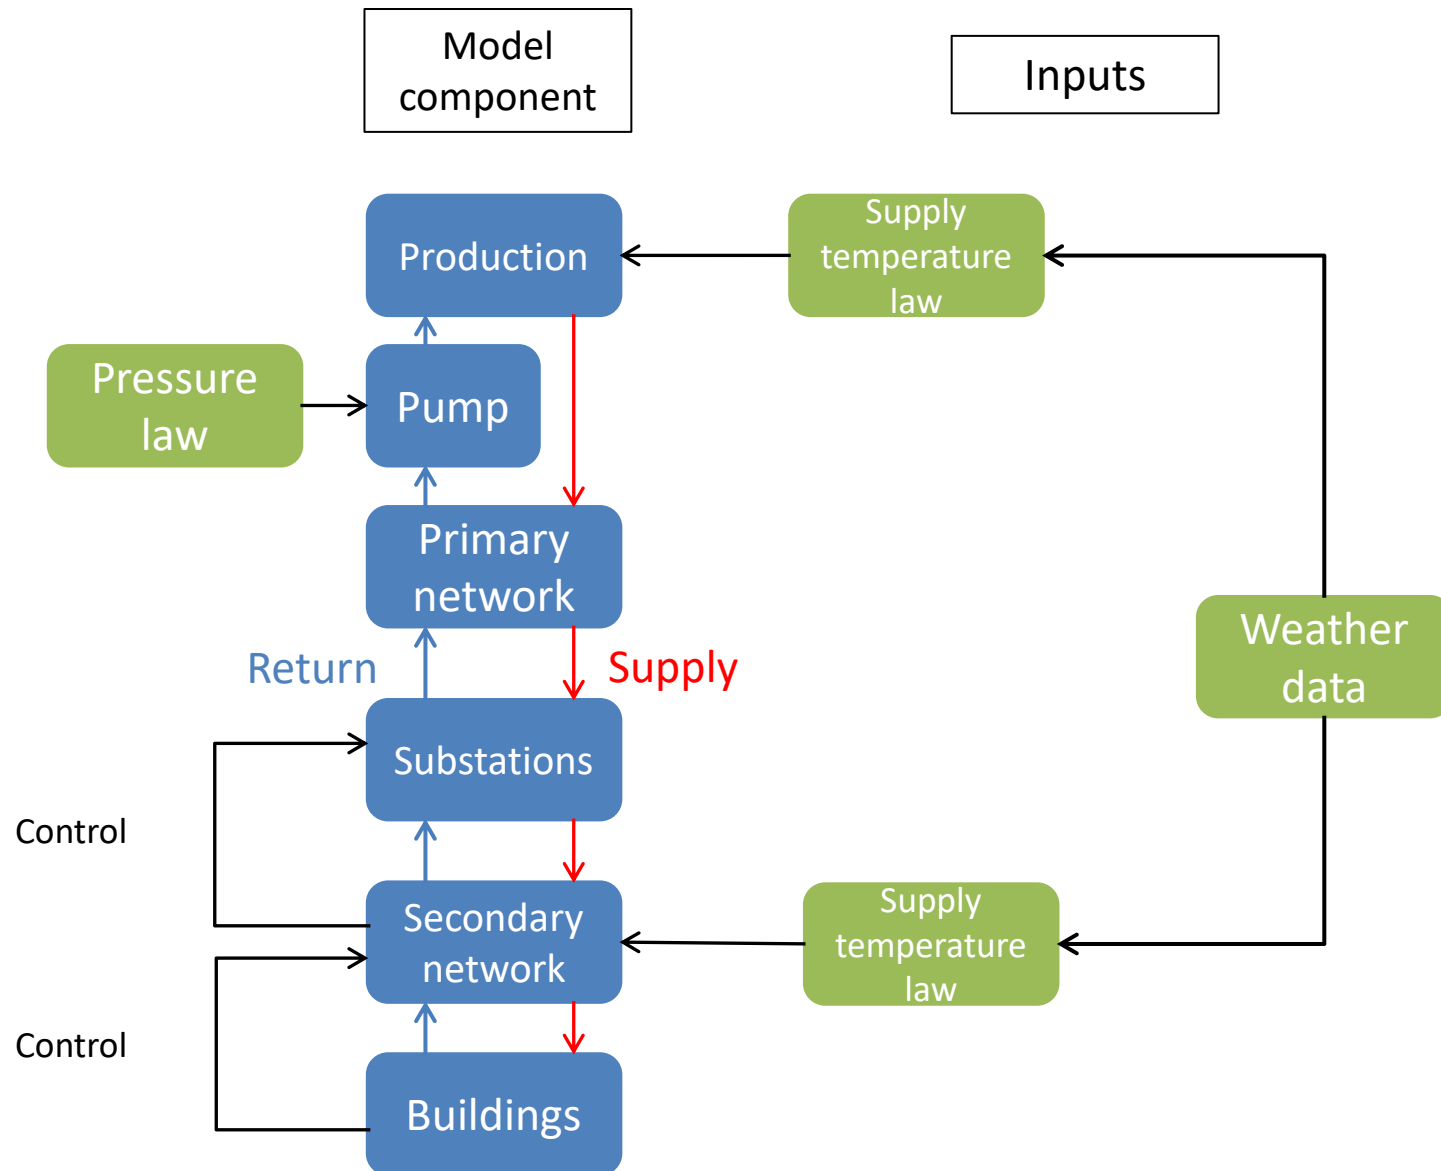 Model
component
Inputs
Production
Supply
temperature
law
Pressure
law
Pump
Primary
network
Return
Supply
Weather
data
Substations
Control
Secondary
network
Supply
temperature
law
Control
Buildings